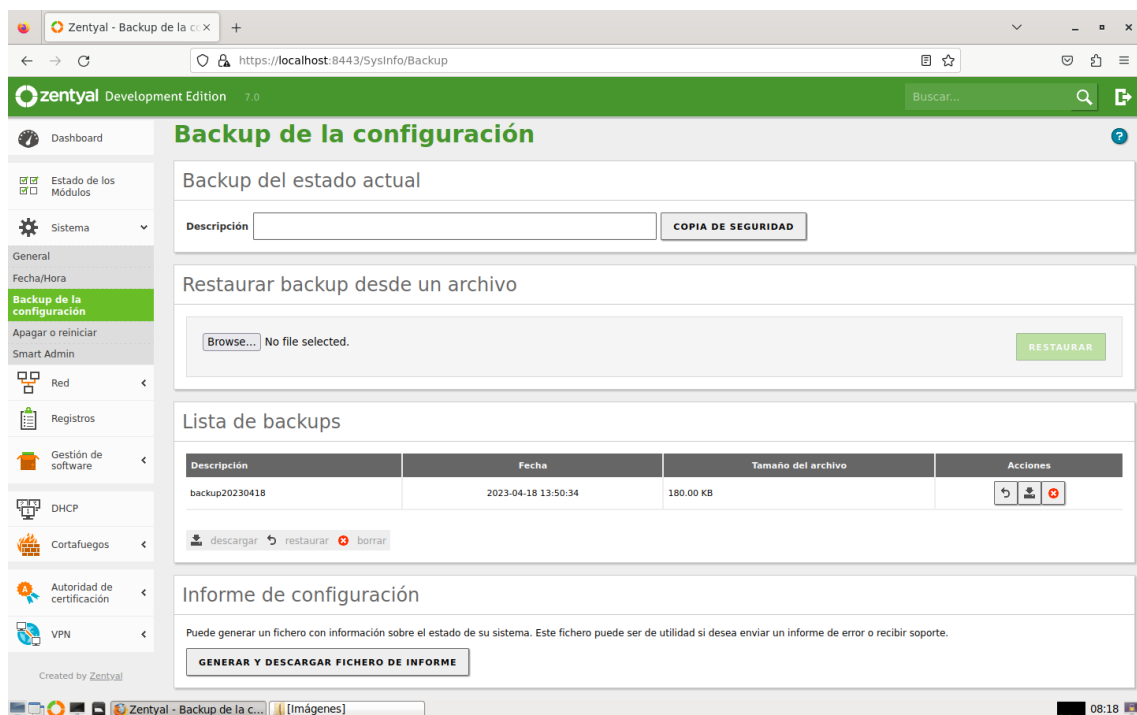 Zentyal - Backup de la cc
https://localhost:8443/SysInfo/Backup
zentyal Development Edition 7.0
Buscar...
Dashboard
Estado de los
Módulos
Sistema
General
Fecha/Hora
Backup de la
configuración
Apagar o reiniciar
Smart Admin
Red
Registros
Gestión de
software
DHCP
Cortafuegos
Autoridad de
certificación
VPN
Created by Zentyal
Backup de la configuración
Backup del estado actual
Descripción
COPIA DE SEGURIDAD
Restaurar backup desde un archivo
Browse... No file selected.
RESTAURAR
Lista de backups
Descripción Fecha Tamaño del archivo Acciones
backup20230418 2023-04-18 13:50:34 180.00 KB
descargar restaurar borrar
Informe de configuración
Puede generar un fichero con información sobre el estado de su sistema. Este fichero puede ser de utilidad si desea enviar un informe de error o recibir soporte.
GENERAR Y DESCARGAR FICHERO DE INFORME
Zentyal - Backup de la c... [Imágenes] 08:18